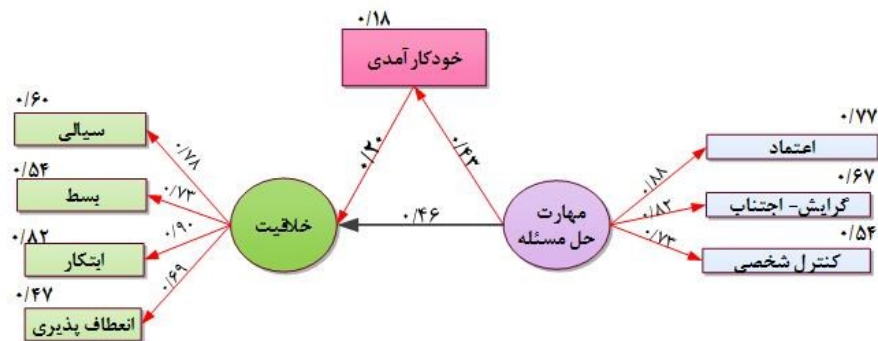 ۰/۱۸
خودکارآمدی
۰/۷۷
اعتماد
۰/۶۷
گرایش- اجتناب
۰/۵۴
کنترل شخصی
۰/۸۸
۰/۸۲
۰/۷۳
مهارت
حل مسئله
۰/۴۳
۰/۲۰
۰/۴۶
خلاقیت
۰/۷۸
۰/۷۳
۰/۹۰
۰/۶۹
۰/۶۰
سیالی
۰/۵۴
بسط
۰/۸۲
ابتکار
۰/۴۷
انعطاف پذیری